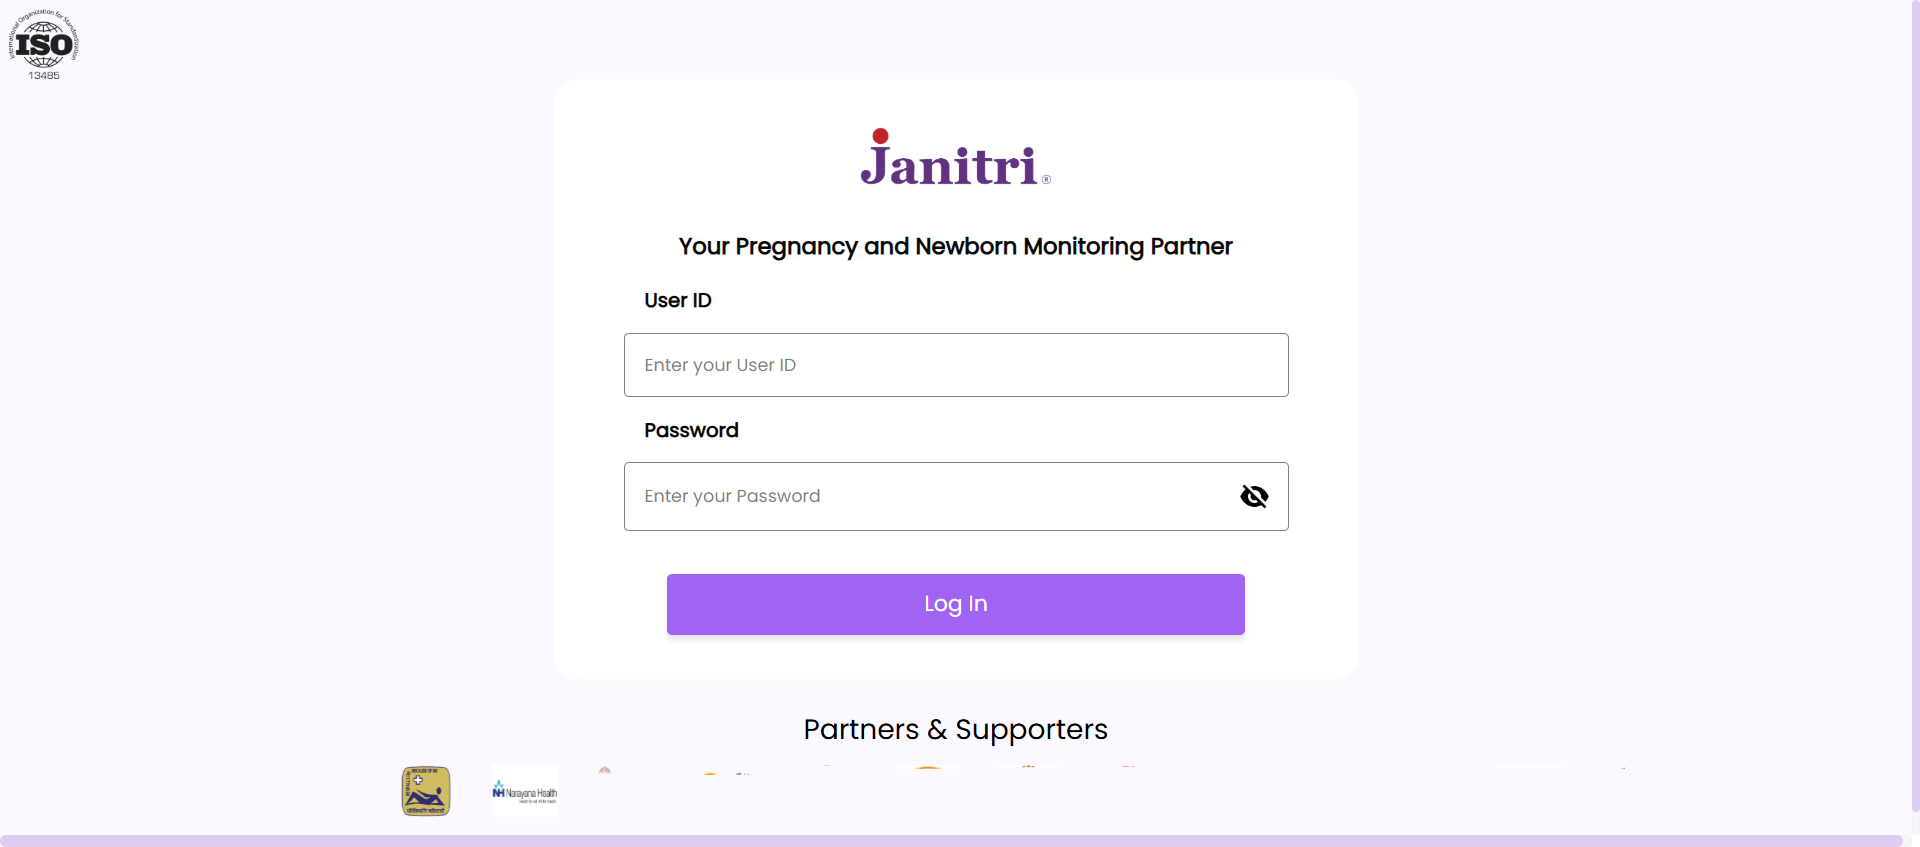 International Organization for Standardization
ISO
13485
Janitri ®
Your Pregnancy and Newborn Monitoring Partner
User ID
Enter your User ID
Password
Enter your Password
Log In
Partners & Supporters
NH Narayana Health